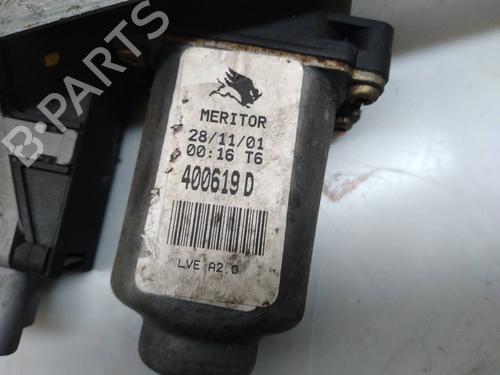 MERITOR
28/11/01
00:16 T6
400619 D
LVE A2.0
B-PARTS